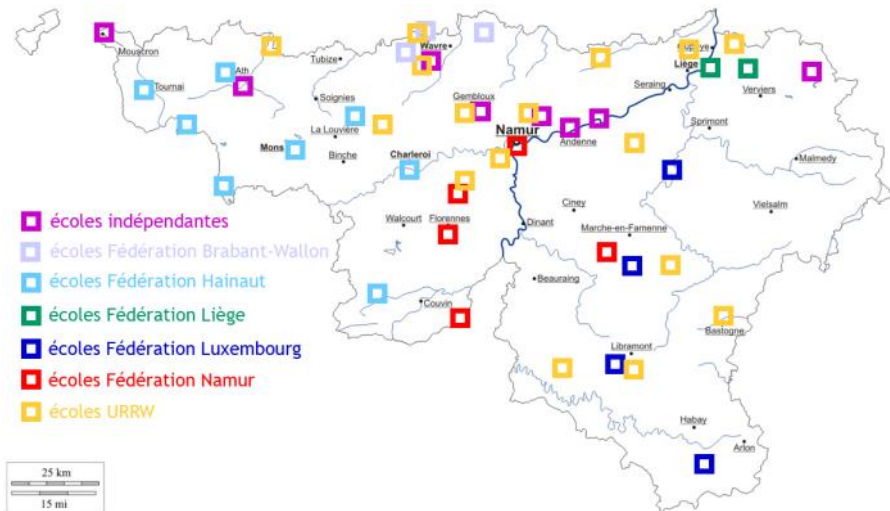 Mouscron
Tournai
Ath
Tubize
Wavre
Soignies
Gembloux
La Louvière
Mons
Binche
Charleroi
Namur
Andenne
Liège
Seraing
Verviers
Sprimont
Malmedy
Vielsalm
Ciney
Walcourt
Florennes
Dinant
Marche-en-Famenne
Beauraing
Couvin
Bastogne
Libramont
Habay
Arlon
écoles indépendantes
écoles Fédération Brabant-Wallon
écoles Fédération Hainaut
écoles Fédération Liège
écoles Fédération Luxembourg
écoles Fédération Namur
écoles URRW
25 km
15 mi